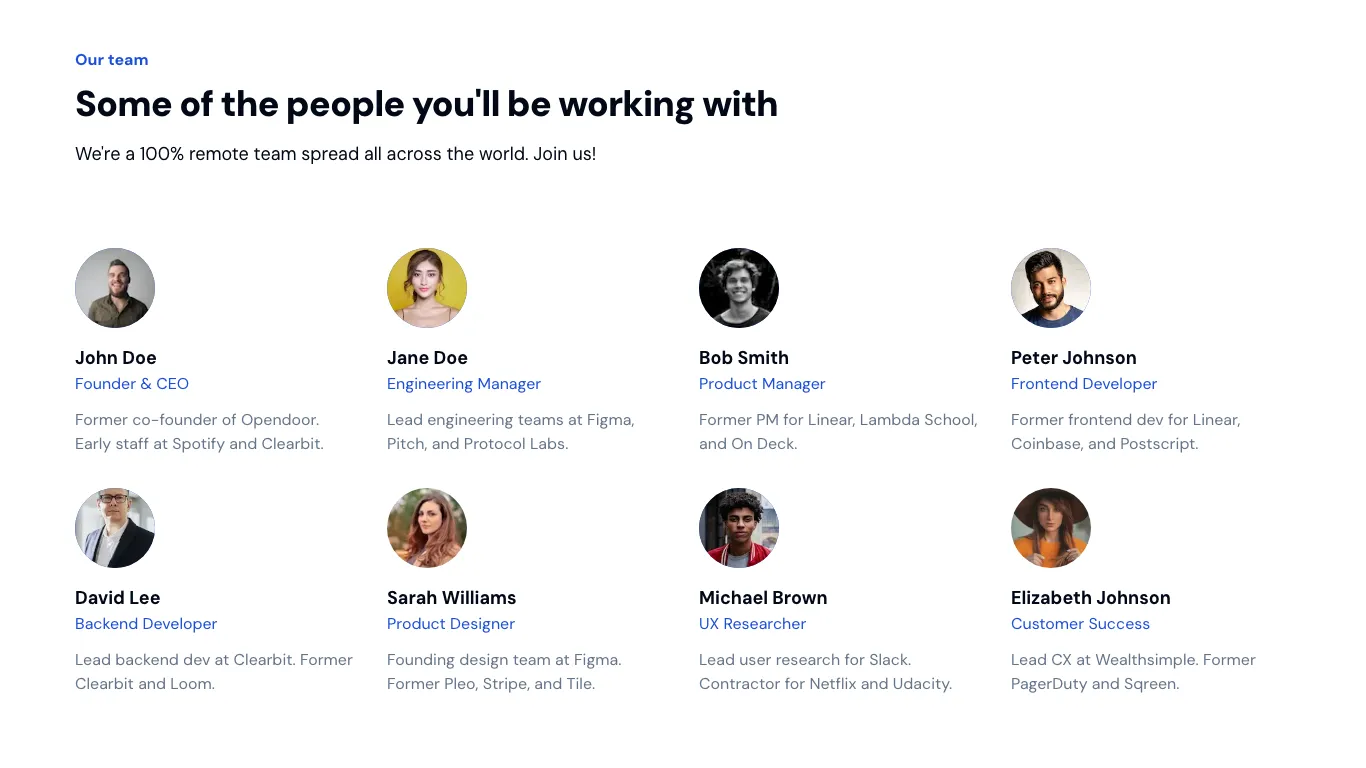 Our team
Some of the people you'll be working with
We're a 100% remote team spread all across the world. Join us!
John Doe
Founder & CEO
Former co-founder of Opendoor.
Early staff at Spotify and Clearbit.
Jane Doe
Engineering Manager
Lead engineering teams at Figma,
Pitch, and Protocol Labs.
Bob Smith
Product Manager
Former PM for Linear, Lambda School,
and On Deck.
Peter Johnson
Frontend Developer
Former frontend dev for Linear,
Coinbase, and Postscript.
David Lee
Backend Developer
Lead backend dev at Clearbit. Former
Clearbit and Loom.
Sarah Williams
Product Designer
Founding design team at Figma.
Former Pleo, Stripe, and Tile.
Michael Brown
UX Researcher
Lead user research for Slack.
Contractor for Netflix and Udacity.
Elizabeth Johnson
Customer Success
Lead CX at Wealthsimple. Former
PagerDuty and Sqreen.